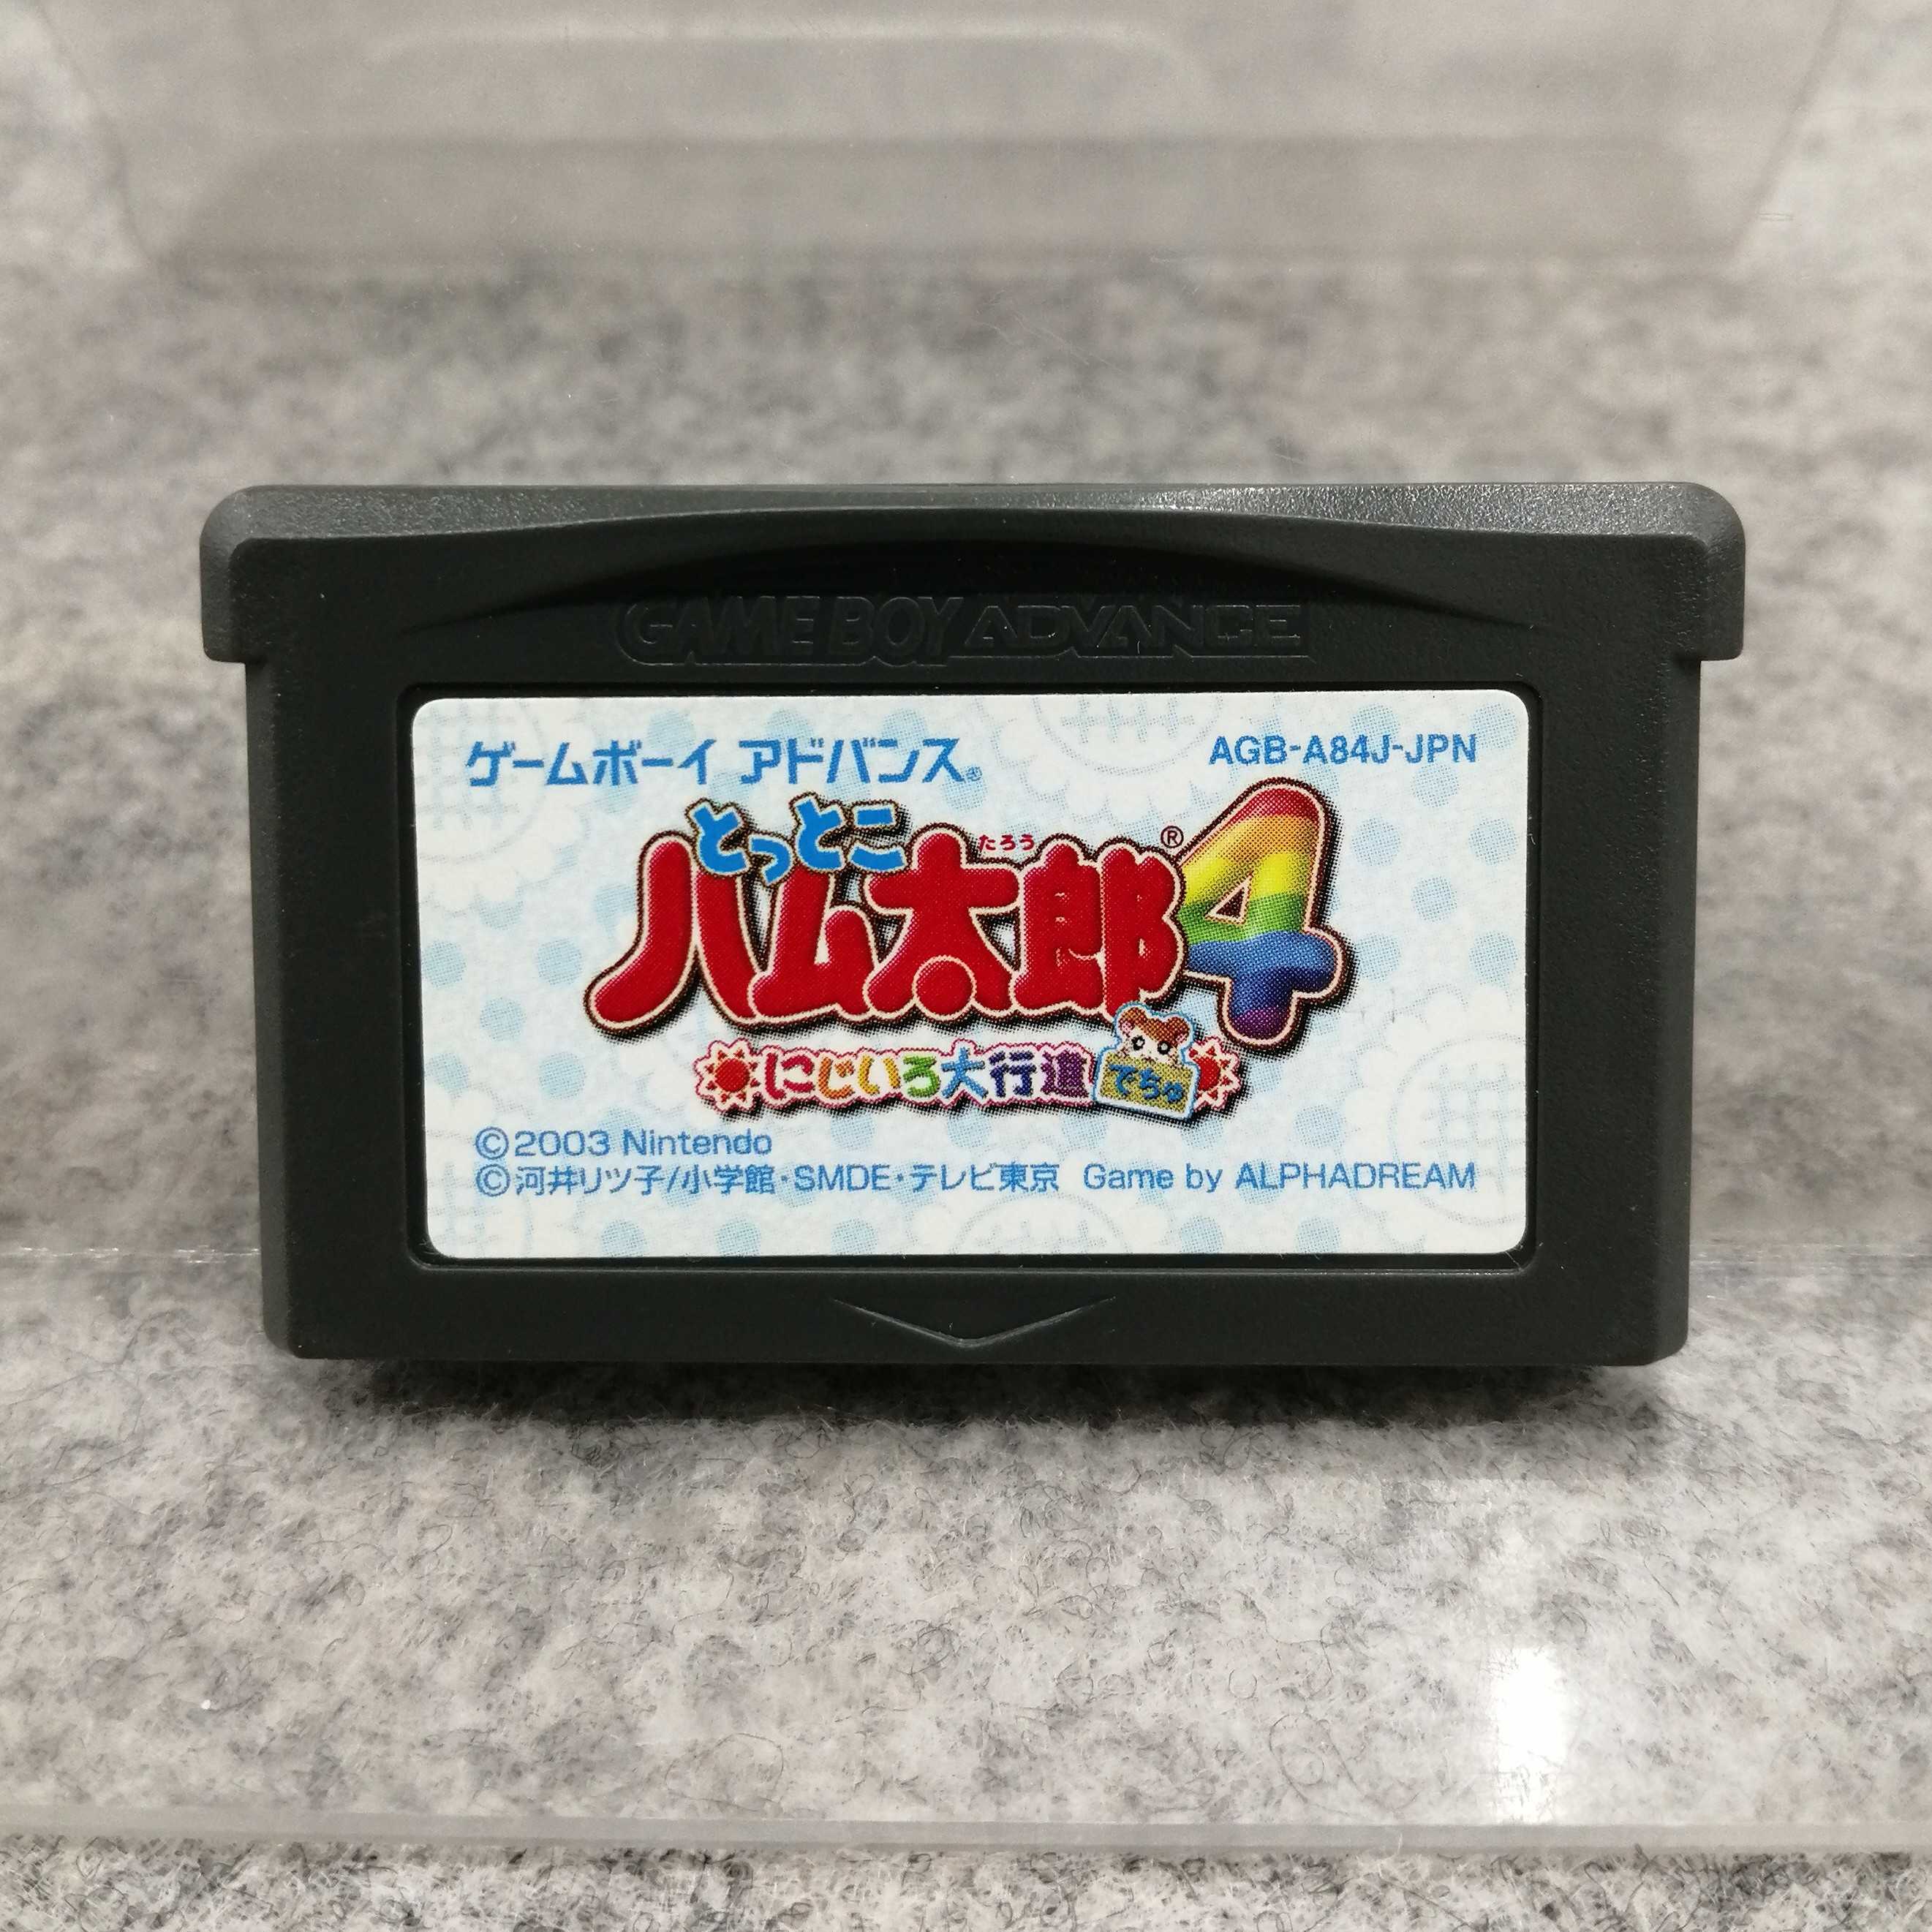 GAME BOY ADVANCE
ゲームボーイ アドバンス®
AGB-A84J-JPN
とっとこ
たろう
ハム太郎®4
にじいろ大行進
でちゅ
©2003 Nintendo
©河井リツ子/小学館・SMDE・テレビ東京 Game by ALPHADREAM